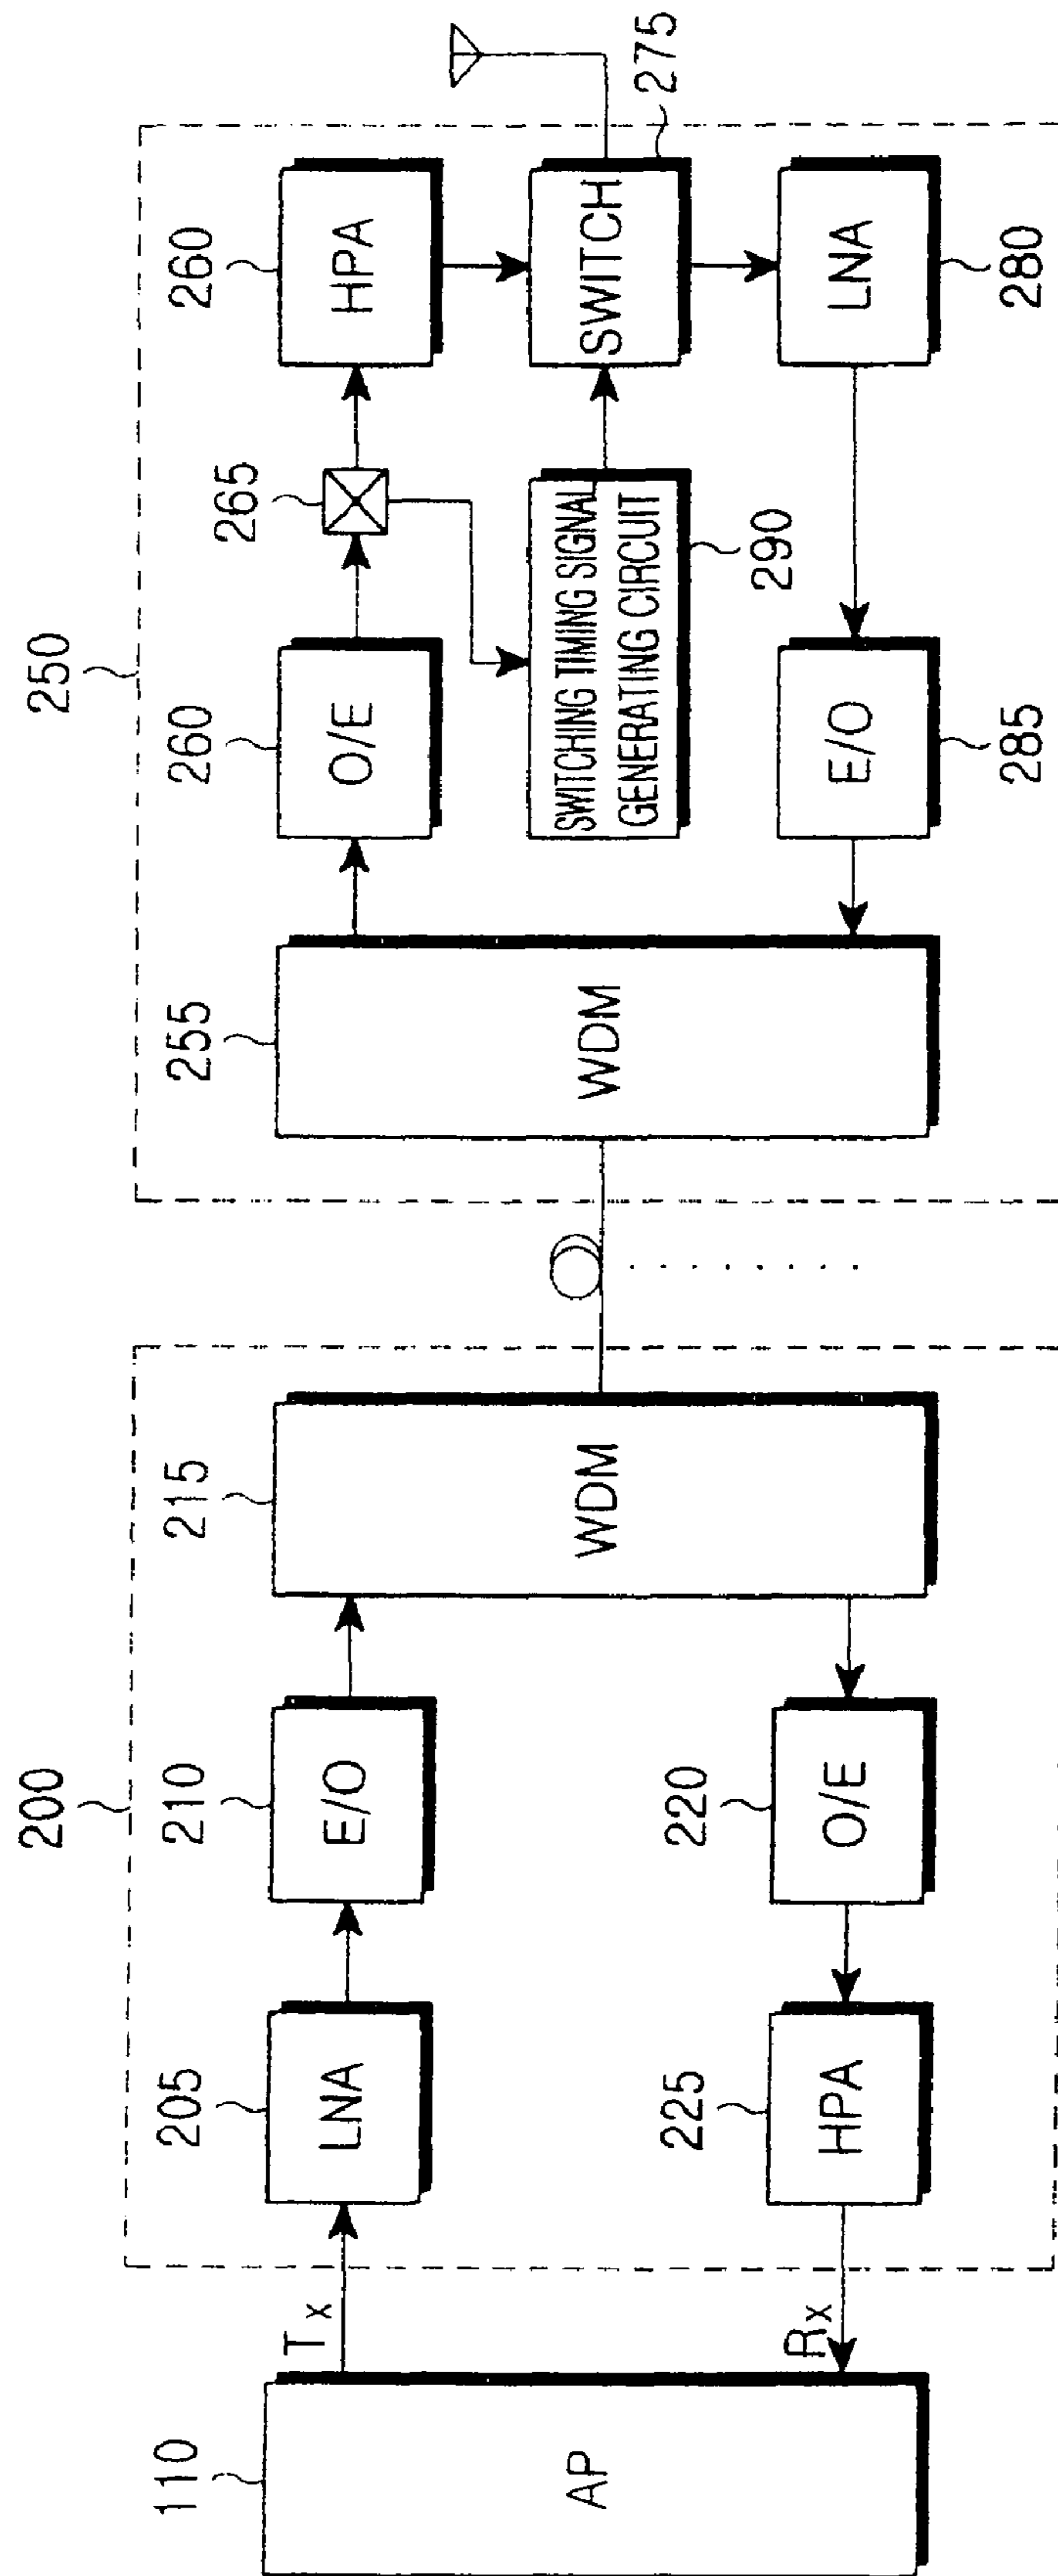 200
250
110
AP
Tx
Rx
205
LNA
210
E/O
215
WDM
225
HPA
220
O/E
255
WDM
260
O/E
265
260
HPA
SWITCHING TIMING SIGNAL
GENERATING CIRCUIT
290
SWITCH
275
E/O
285
LNA
280